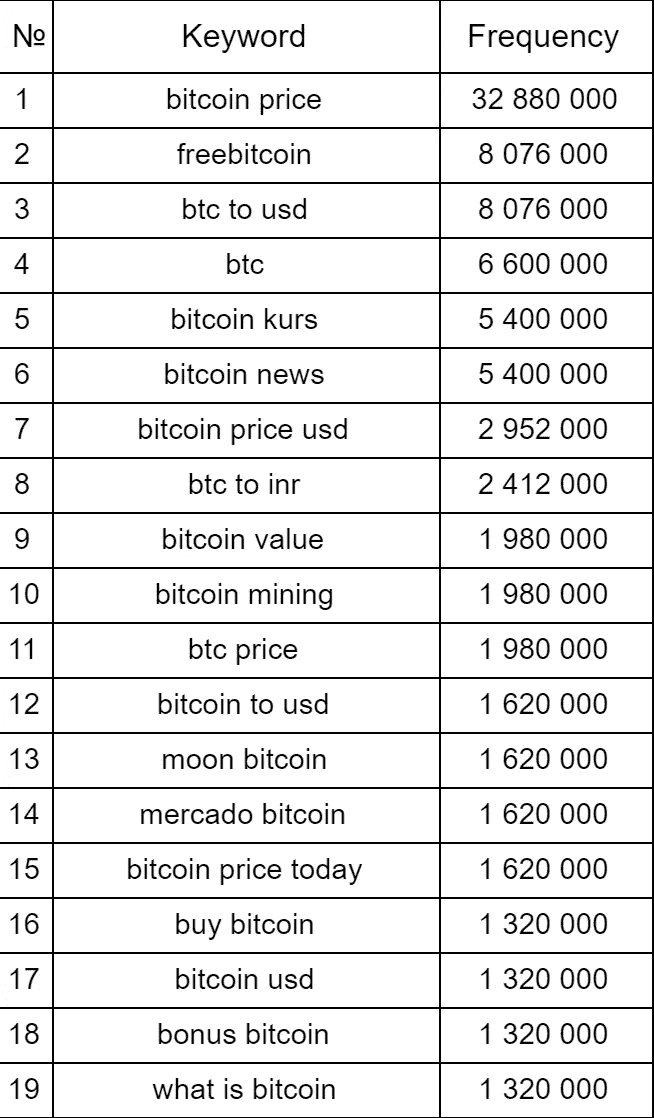 № Keyword Frequency
1 bitcoin price 32 880 000
2 freebitcoin 8 076 000
3 btc to usd 8 076 000
4 btc 6 600 000
5 bitcoin kurs 5 400 000
6 bitcoin news 5 400 000
7 bitcoin price usd 2 952 000
8 btc to inr 2 412 000
9 bitcoin value 1 980 000
10 bitcoin mining 1 980 000
11 btc price 1 980 000
12 bitcoin to usd 1 620 000
13 moon bitcoin 1 620 000
14 mercado bitcoin 1 620 000
15 bitcoin price today 1 620 000
16 buy bitcoin 1 320 000
17 bitcoin usd 1 320 000
18 bonus bitcoin 1 320 000
19 what is bitcoin 1 320 000